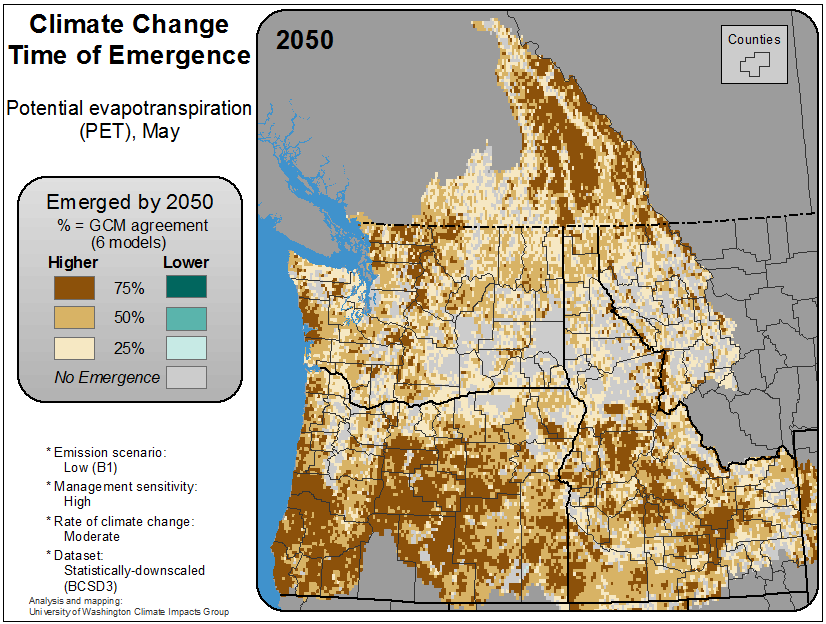 Climate Change
Time of Emergence
Potential evapotranspiration
(PET), May
Emerged by 2050
% = GCM agreement
(6 models)
Higher Lower
75%
50%
25%
No Emergence
* Emission scenario:
Low (B1)
* Management sensitivity:
High
* Rate of climate change:
Moderate
* Dataset:
Statistically-downscaled
(BCSD3)
Analysis and mapping:
University of Washington Climate Impacts Group
2050
Counties